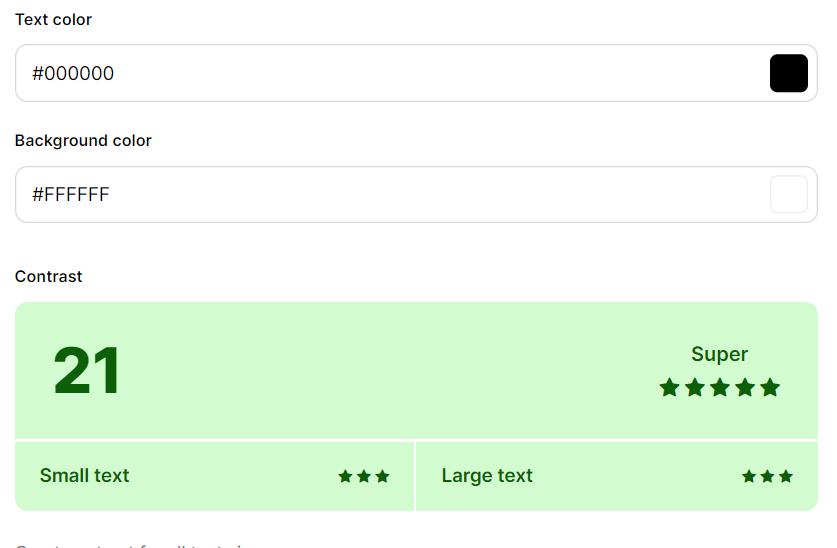 Text color
#000000
Background color
#FFFFFF
Contrast
21
Super
Small text
Large text